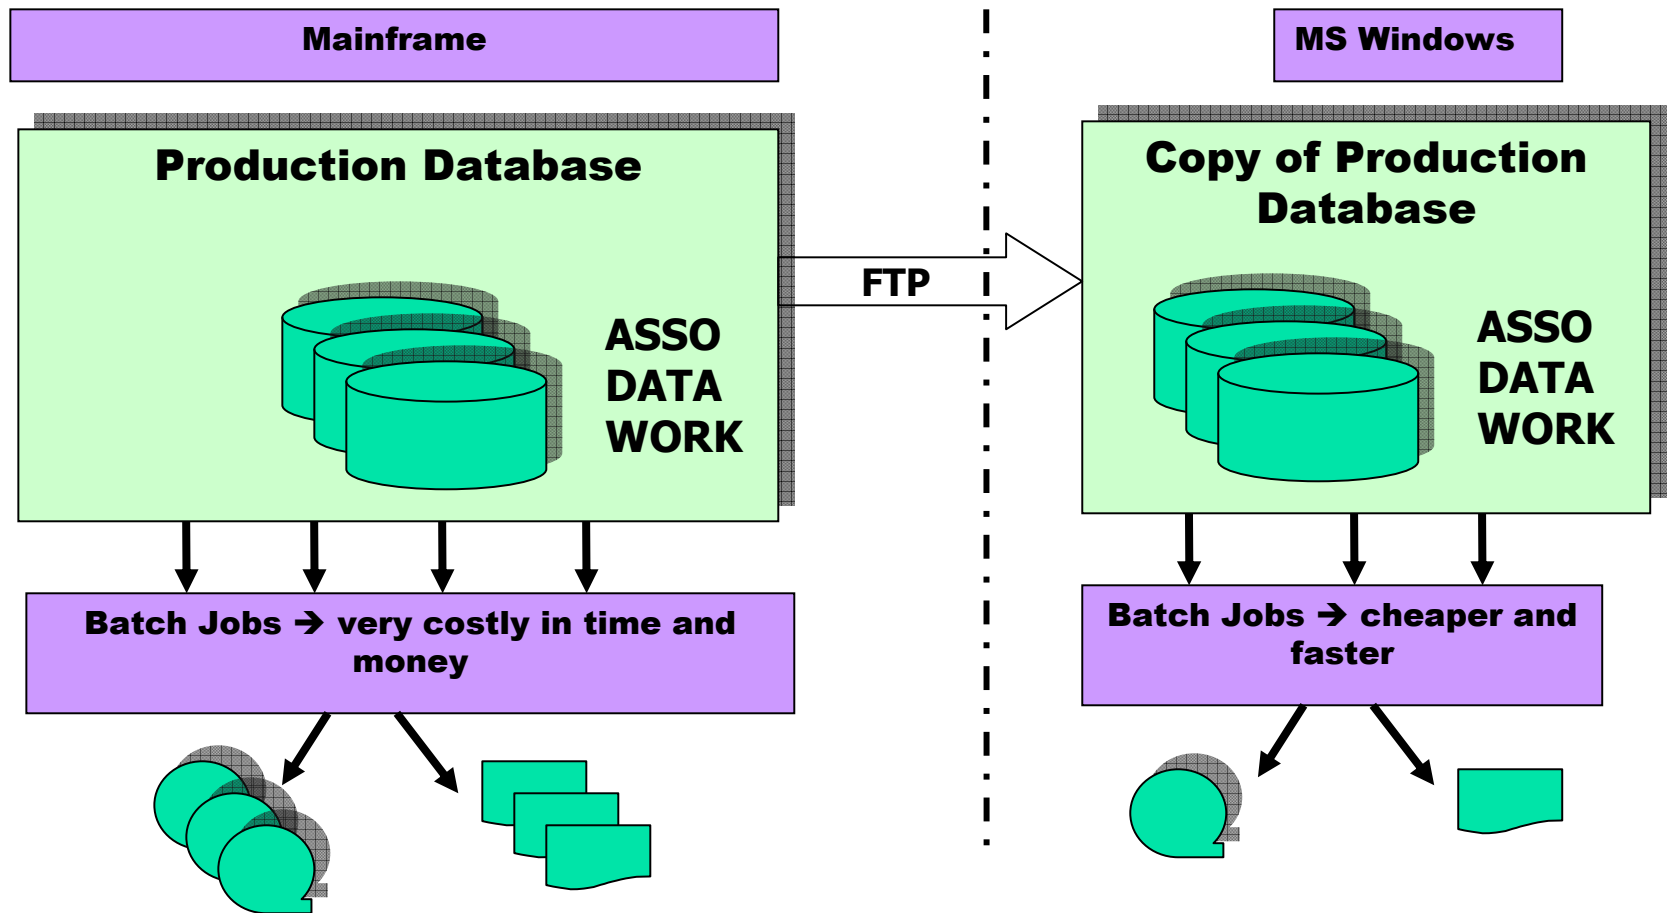 Mainframe
MS Windows
Production Database
Copy of Production
Database
FTP
ASSO
DATA
WORK
ASSO
DATA
WORK
Batch Jobs → very costly in time and
money
Batch Jobs → cheaper and
faster